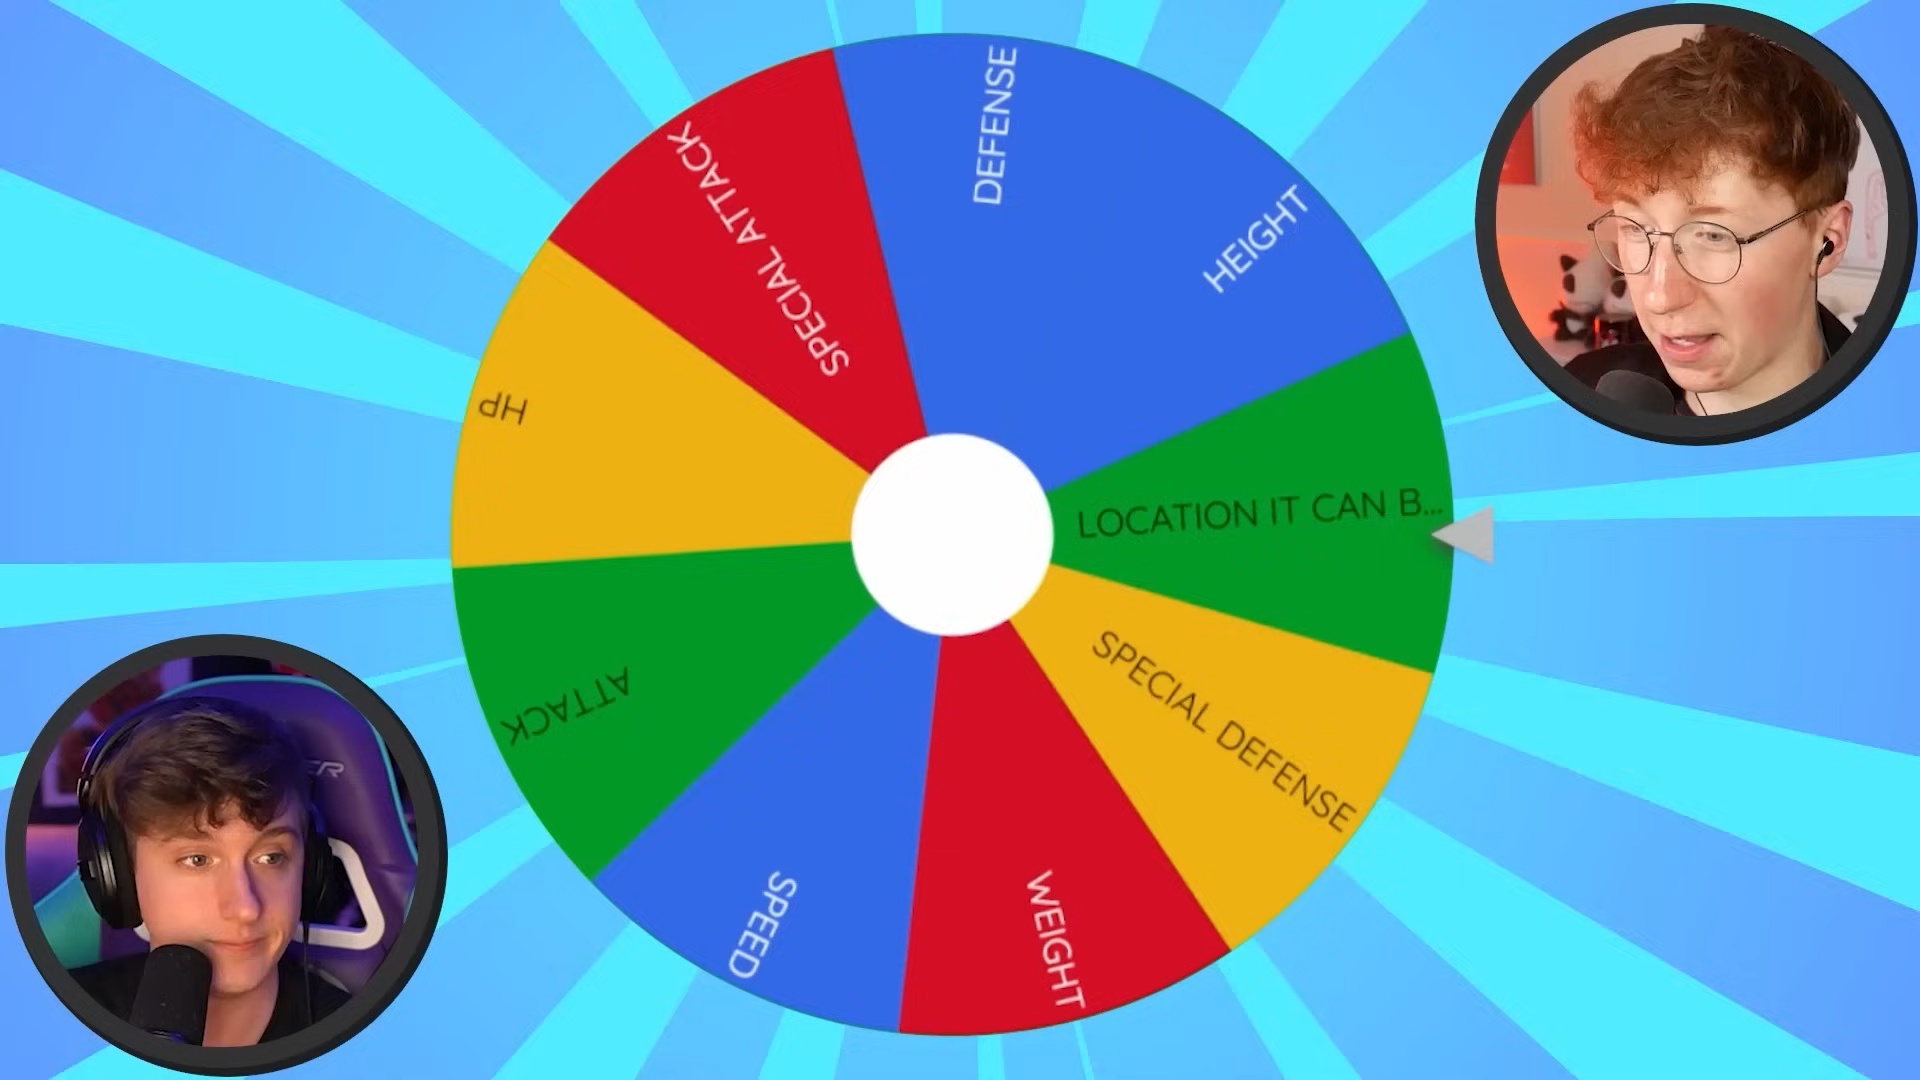 DEFENSE
HEIGHT
LOCATION IT CAN B...
SPECIAL DEFENSE
WEIGHT
SPEED
ATTACK
HP
SPECIAL ATTACK